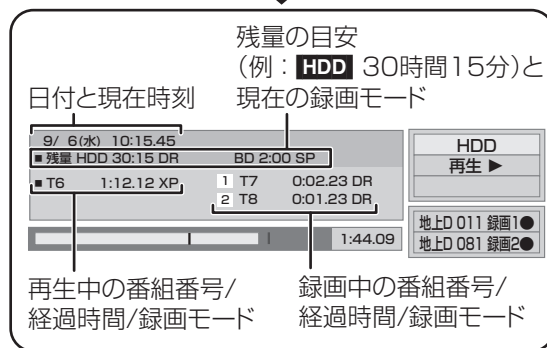 残量の目安
(例：HDD 30時間15分)と
現在の録画モード
日付と現在時刻
9/ 6(水) 10:15.45
■ 残量 HDD 30:15 DR BD 2:00 SP
■ T6 1:12.12 XP
1 T7 0:02.23 DR
2 T8 0:01.23 DR
1:44.09
HDD
再生 ▶
地上D 011 録画1●
地上D 081 録画2●
再生中の番組番号/
経過時間/録画モード
録画中の番組番号/
経過時間/録画モード